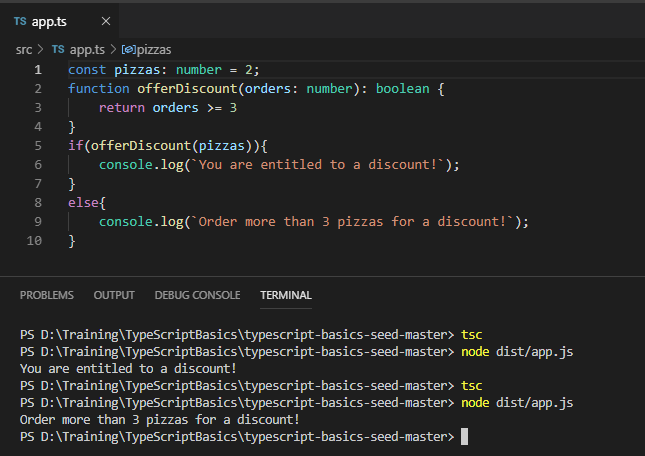 TS app.ts ×
src > TS app.ts > pizzas
1 const pizzas: number = 2;
2 function offerDiscount(orders: number): boolean {
3 return orders >= 3
4 }
5 if(offerDiscount(pizzas)){
6 console.log(`You are entitled to a discount!`);
7 }
8 else{
9 console.log(`Order more than 3 pizzas for a discount!`);
10 }
PROBLEMS OUTPUT DEBUG CONSOLE TERMINAL
PS D:\Training\TypeScriptBasics\typescript-basics-seed-master> tsc
PS D:\Training\TypeScriptBasics\typescript-basics-seed-master> node dist/app.js
You are entitled to a discount!
PS D:\Training\TypeScriptBasics\typescript-basics-seed-master> tsc
PS D:\Training\TypeScriptBasics\typescript-basics-seed-master> node dist/app.js
Order more than 3 pizzas for a discount!
PS D:\Training\TypeScriptBasics\typescript-basics-seed-master>